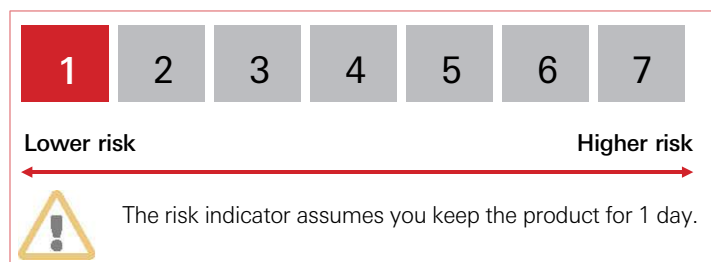 1 2 3 4 5 6 7
Lower risk Higher risk
The risk indicator assumes you keep the product for 1 day.